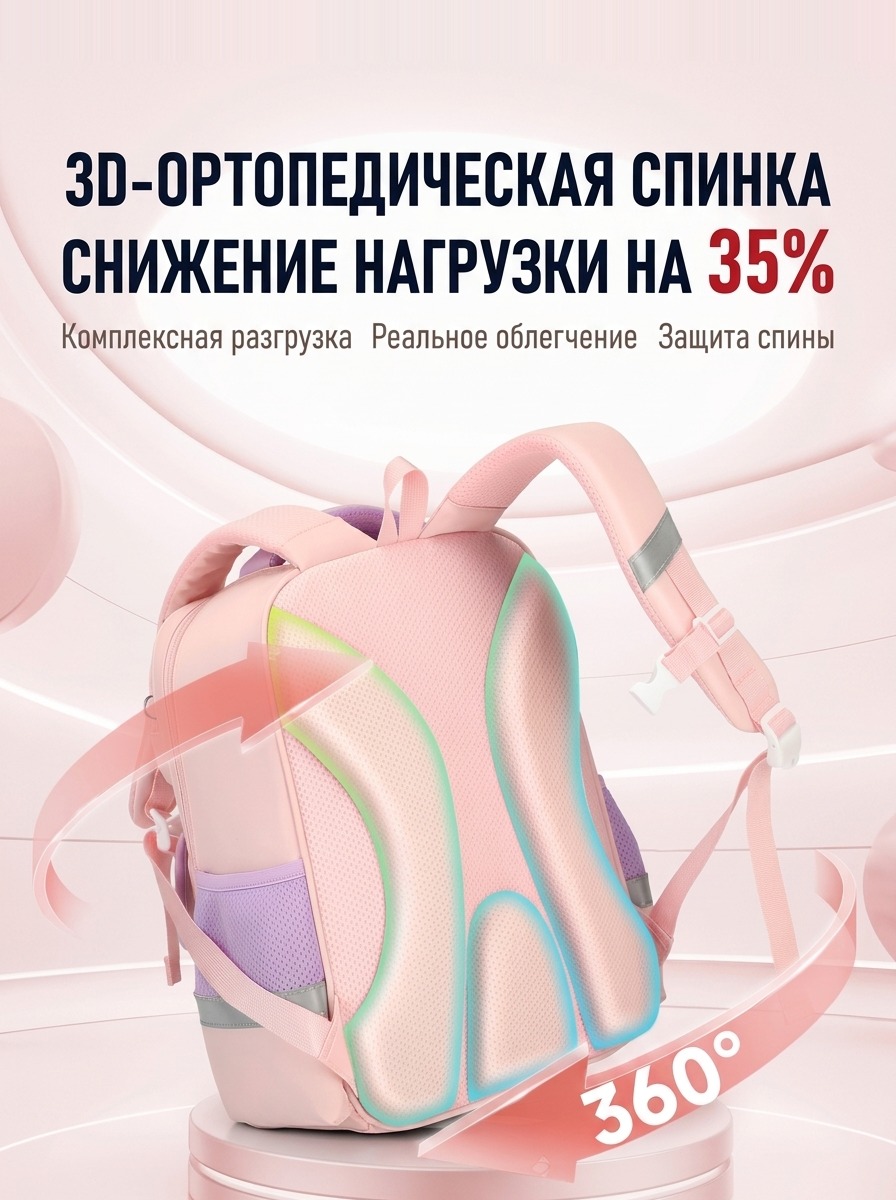 3D-ОРТОПЕДИЧЕСКАЯ СПИНКА
СНИЖЕНИЕ НАГРУЗКИ НА 35%
Комплексная разгрузка Реальное облегчение Защита спины
360°